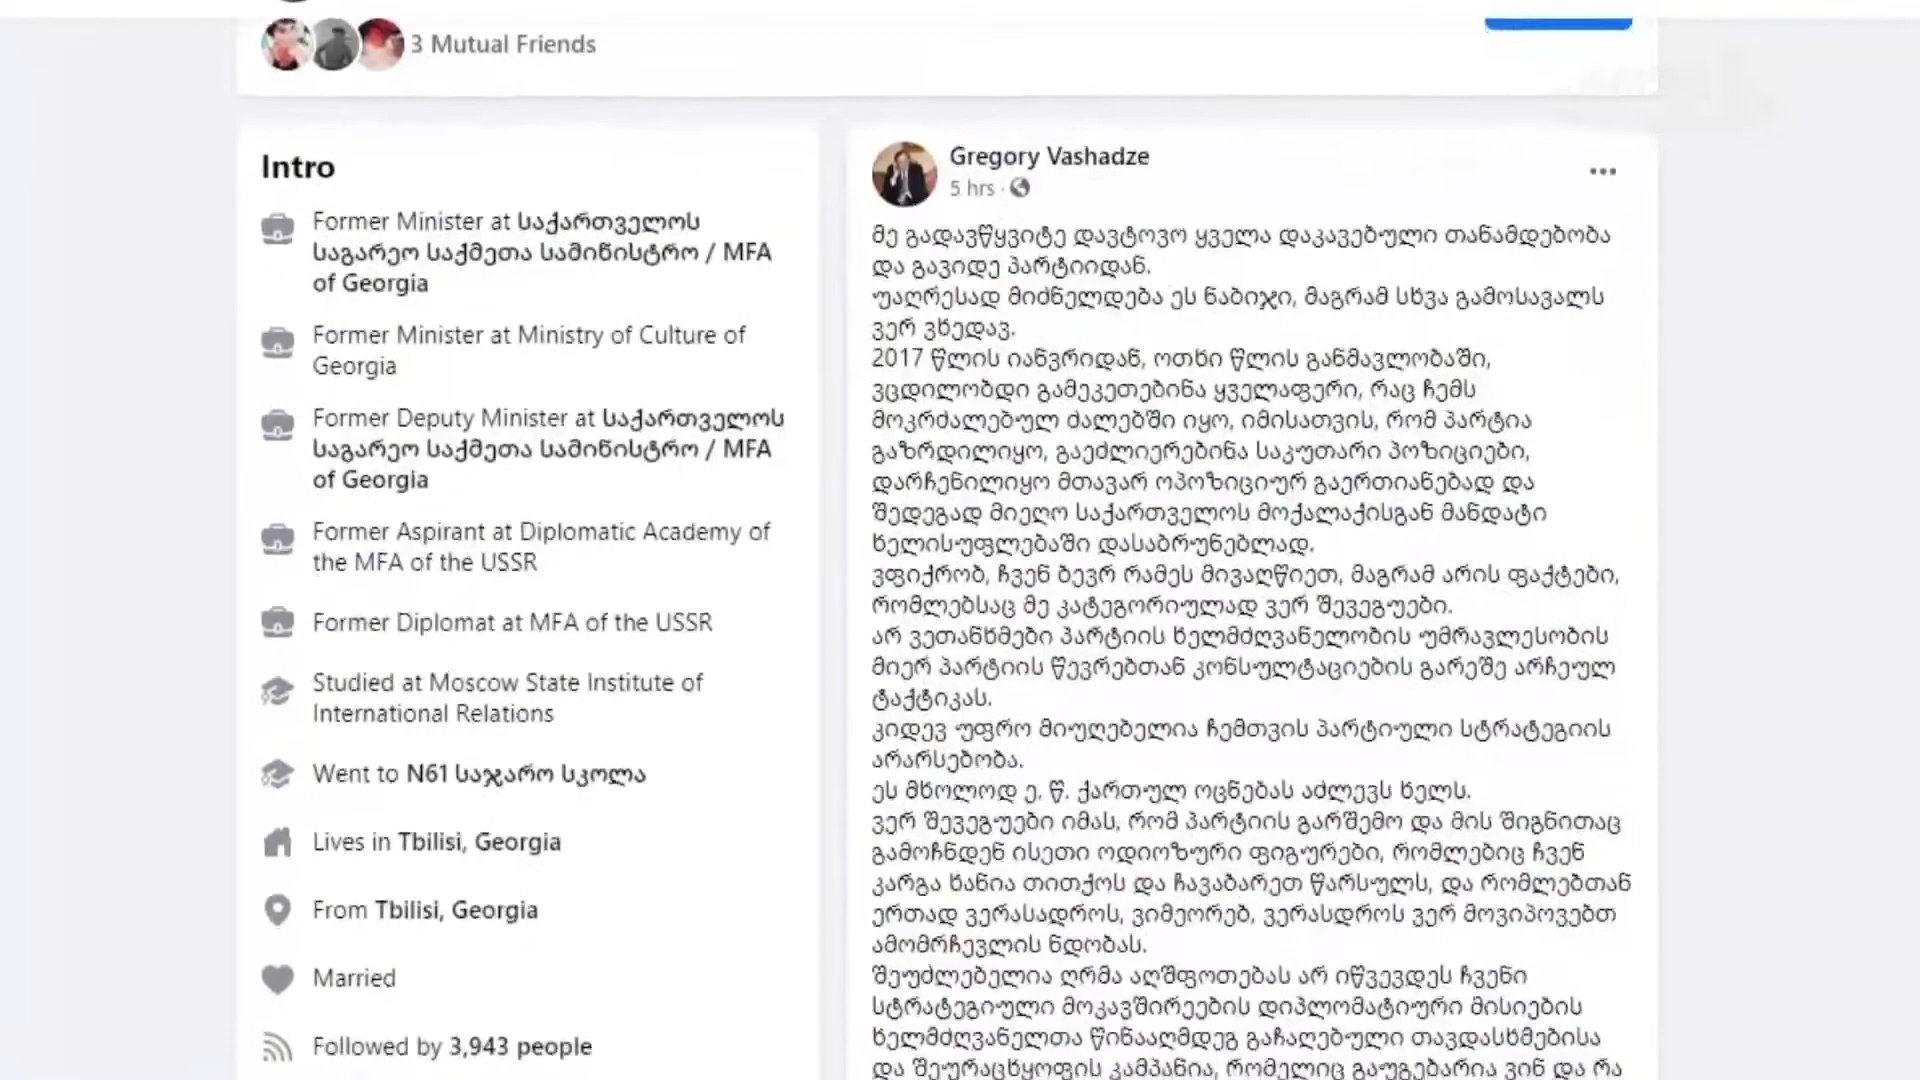 3 Mutual Friends
Intro
Former Minister at საქართველოს
საგარეო საქმეთა სამინისტრო / MFA
of Georgia
Former Minister at Ministry of Culture of
Georgia
Former Deputy Minister at საქართველოს
საგარეო საქმეთა სამინისტრო / MFA
of Georgia
Former Aspirant at Diplomatic Academy of
the MFA of the USSR
Former Diplomat at MFA of the USSR
Studied at Moscow State Institute of
International Relations
Went to N61 საჯარო სკოლა
Lives in Tbilisi, Georgia
From Tbilisi, Georgia
Married
Followed by 3,943 people
Gregory Vashadze
5 hrs ·
მე გადავწყვიტე დავტოვო ყველა დაკავებული თანამდებობა
და გავიდე პარტიიდან.
უაღრესად მიძნელდება ეს ნაბიჯი, მაგრამ სხვა გამოსავალს
ვერ ვხედავ.
2017 წლის იანვრიდან, ოთხი წლის განმავლობაში,
ვცდილობდი გამეკეთებინა ყველაფერი, რაც ჩემს
მოკრძალებულ ძალებში იყო, იმისათვის, რომ პარტია
გაზრდილიყო, გაეძლიერებინა საკუთარი პოზიციები,
დარჩენილიყო მთავარ ოპოზიციურ გაერთიანებად და
შედეგად მიეღო საქართველოს მოქალაქისგან მანდატი
ხელისუფლებაში დასაბრუნებლად.
ვფიქრობ, ჩვენ ბევრ რამეს მივაღწიეთ, მაგრამ არის ფაქტები,
რომლებსაც მე კატეგორიულად ვერ შევეგუები.
არ ვეთანხმები პარტიის ხელმძღვანელობის უმრავლესობის
მიერ პარტიის წევრებთან კონსულტაციების გარეშე არჩეულ
ტაქტიკას.
კიდევ უფრო მიუღებელია ჩემთვის პარტიული სტრატეგიის
არარსებობა.
ეს მხოლოდ ე. წ. ქართულ ოცნებას აძლევს ხელს.
ვერ შევეგუები იმას, რომ პარტიის გარშემო და მის შიგნითაც
გამოჩნდენ ისეთი ოდიოზური ფიგურები, რომლებიც ჩვენ
კარგა ხანია თითქოს და ჩავაბარეთ წარსულს, და რომლებთან
ერთად ვერასადროს, ვიმეორებ, ვერასდროს ვერ მოვიპოვებთ
ამომრჩევლის ნდობას.
შეუძლებელია ღრმა აღშფოთებას არ იწვევდეს ჩვენი
სტრატეგიული მოკავშირეების დიპლომატიური მისიების
ხელმძღვანელთა წინააღმდეგ გაჩაღებული თავდასხმებისა
და შეურაცხყოფის კამპანია, რომელიც გაუგებარია ვინ და რა